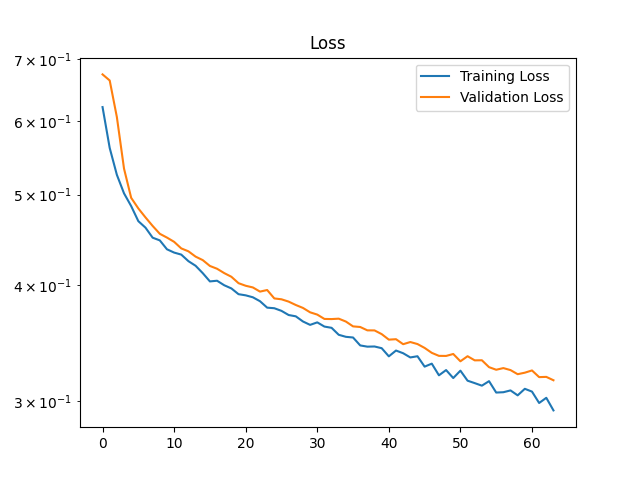 Loss
Training Loss
Validation Loss
7 × 10⁻¹
6 × 10⁻¹
5 × 10⁻¹
4 × 10⁻¹
3 × 10⁻¹
0 10 20 30 40 50 60